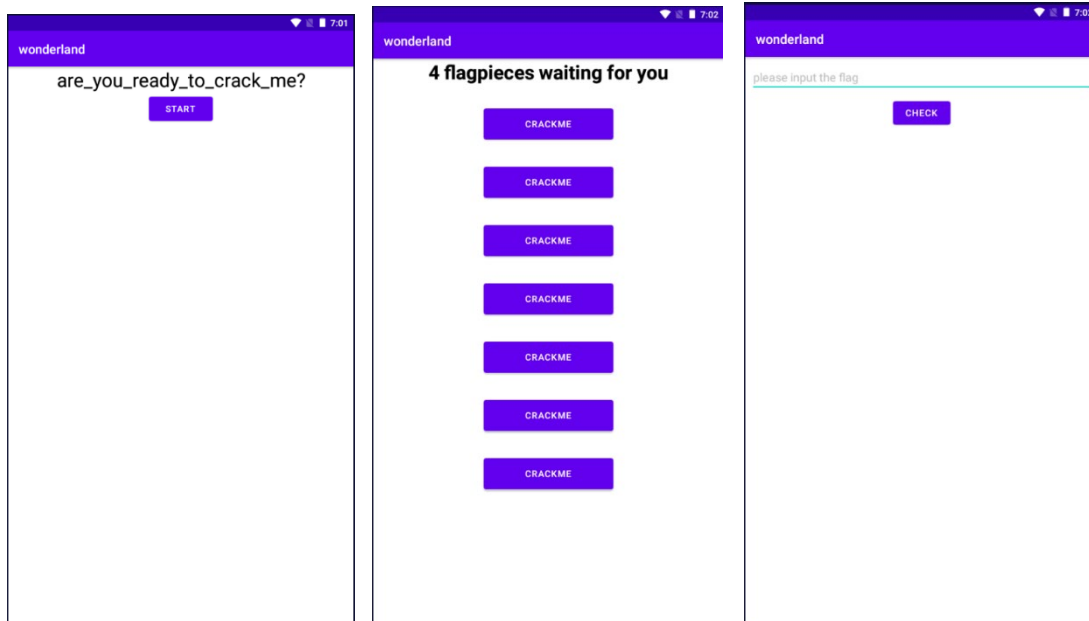 7:01
wonderland
are_you_ready_to_crack_me?
START
7:02
wonderland
4 flagpieces waiting for you
CRACKME
CRACKME
CRACKME
CRACKME
CRACKME
CRACKME
CRACKME
wonderland
please input the flag
CHECK